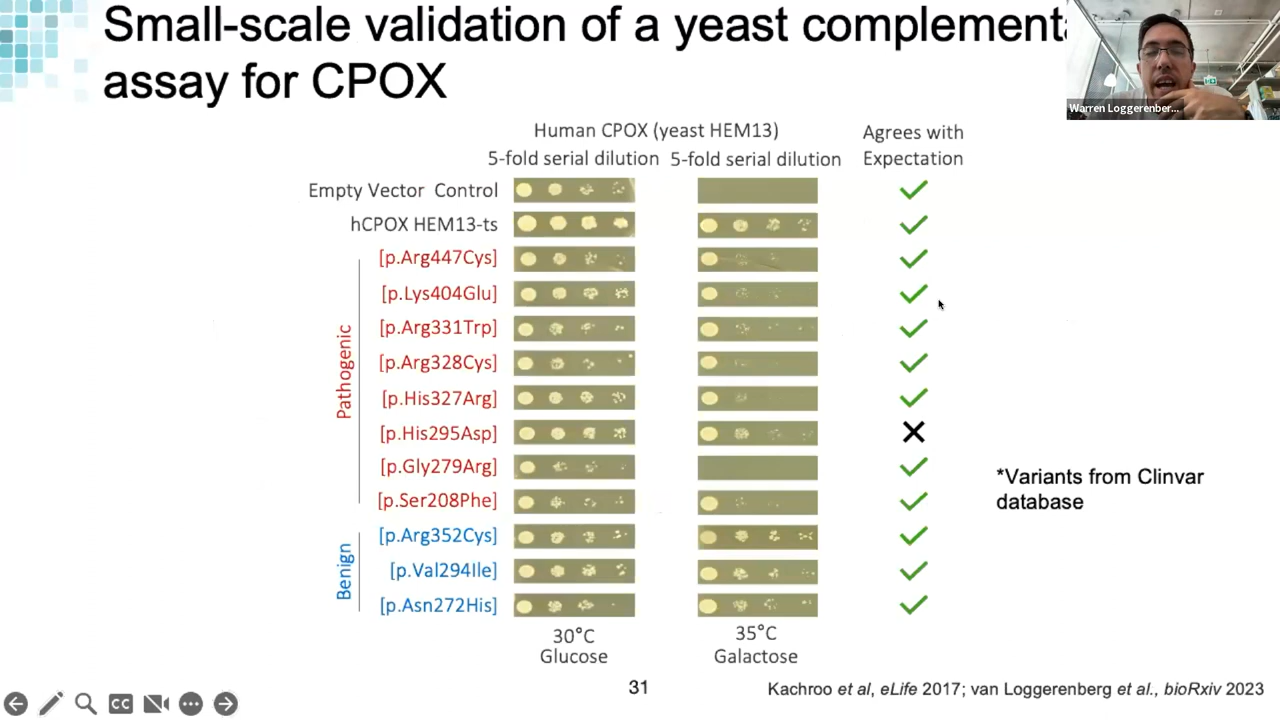 Small-scale validation of a yeast complementa
assay for CPOX
Warren Loggerenber...
Human CPOX (yeast HEM13)
5-fold serial dilution 5-fold serial dilution
Agrees with
Expectation
Empty Vector Control
hCPOX HEM13-ts
Pathogenic
[p.Arg447Cys]
[p.Lys404Glu]
[p.Arg331Trp]
[p.Arg328Cys]
[p.His327Arg]
[p.His295Asp]
[p.Gly279Arg]
[p.Ser208Phe]
Benign
[p.Arg352Cys]
[p.Val294Ile]
[p.Asn272His]
*Variants from Clinvar
database
30°C
Glucose
35°C
Galactose
31
Kachroo et al, eLife 2017; van Loggerenberg et al., bioRxiv 2023
CC